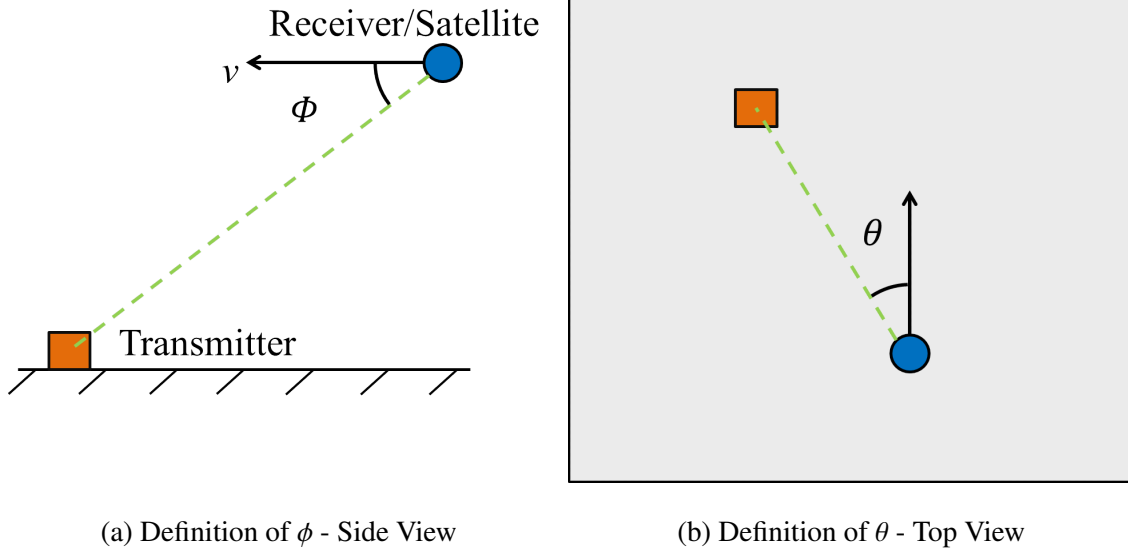 Receiver/Satellite
v
Φ
Transmitter
θ
(a) Definition of ϕ - Side View
(b) Definition of θ - Top View